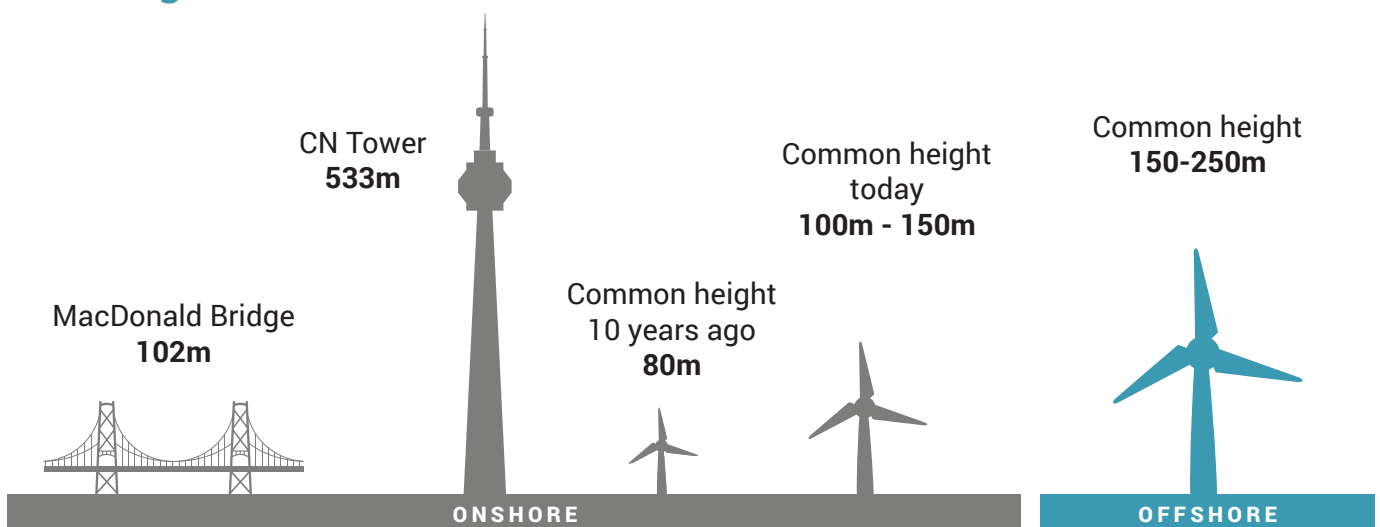 MacDonald Bridge
102m
CN Tower
533m
Common height
10 years ago
80m
Common height
today
100m - 150m
Common height
150-250m
ONSHORE
OFFSHORE